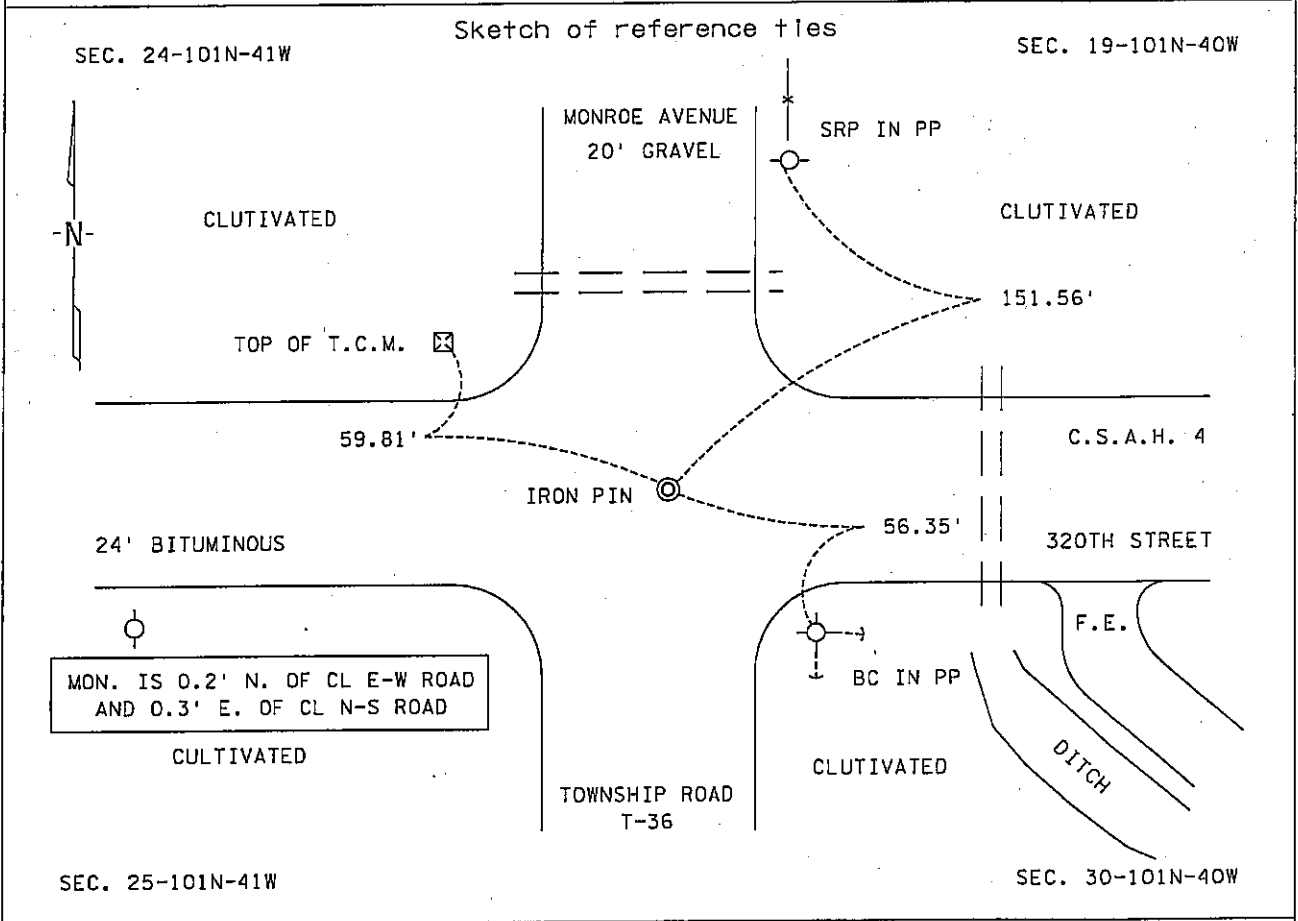 Sketch of reference ties
SEC. 24-101N-41W
SEC. 19-101N-40W
MONROE AVENUE
20' GRAVEL
SRP IN PP
CLUTIVATED
CLUTIVATED
-N-
151.56'
TOP OF T.C.M.
59.81'
C.S.A.H. 4
IRON PIN
56.35'
24' BITUMINOUS
320TH STREET
F.E.
MON. IS 0.2' N. OF CL E-W ROAD
AND 0.3' E. OF CL N-S ROAD
BC IN PP
CULTIVATED
CLUTIVATED
DITCH
TOWNSHIP ROAD
T-36
SEC. 25-101N-41W
SEC. 30-101N-40W